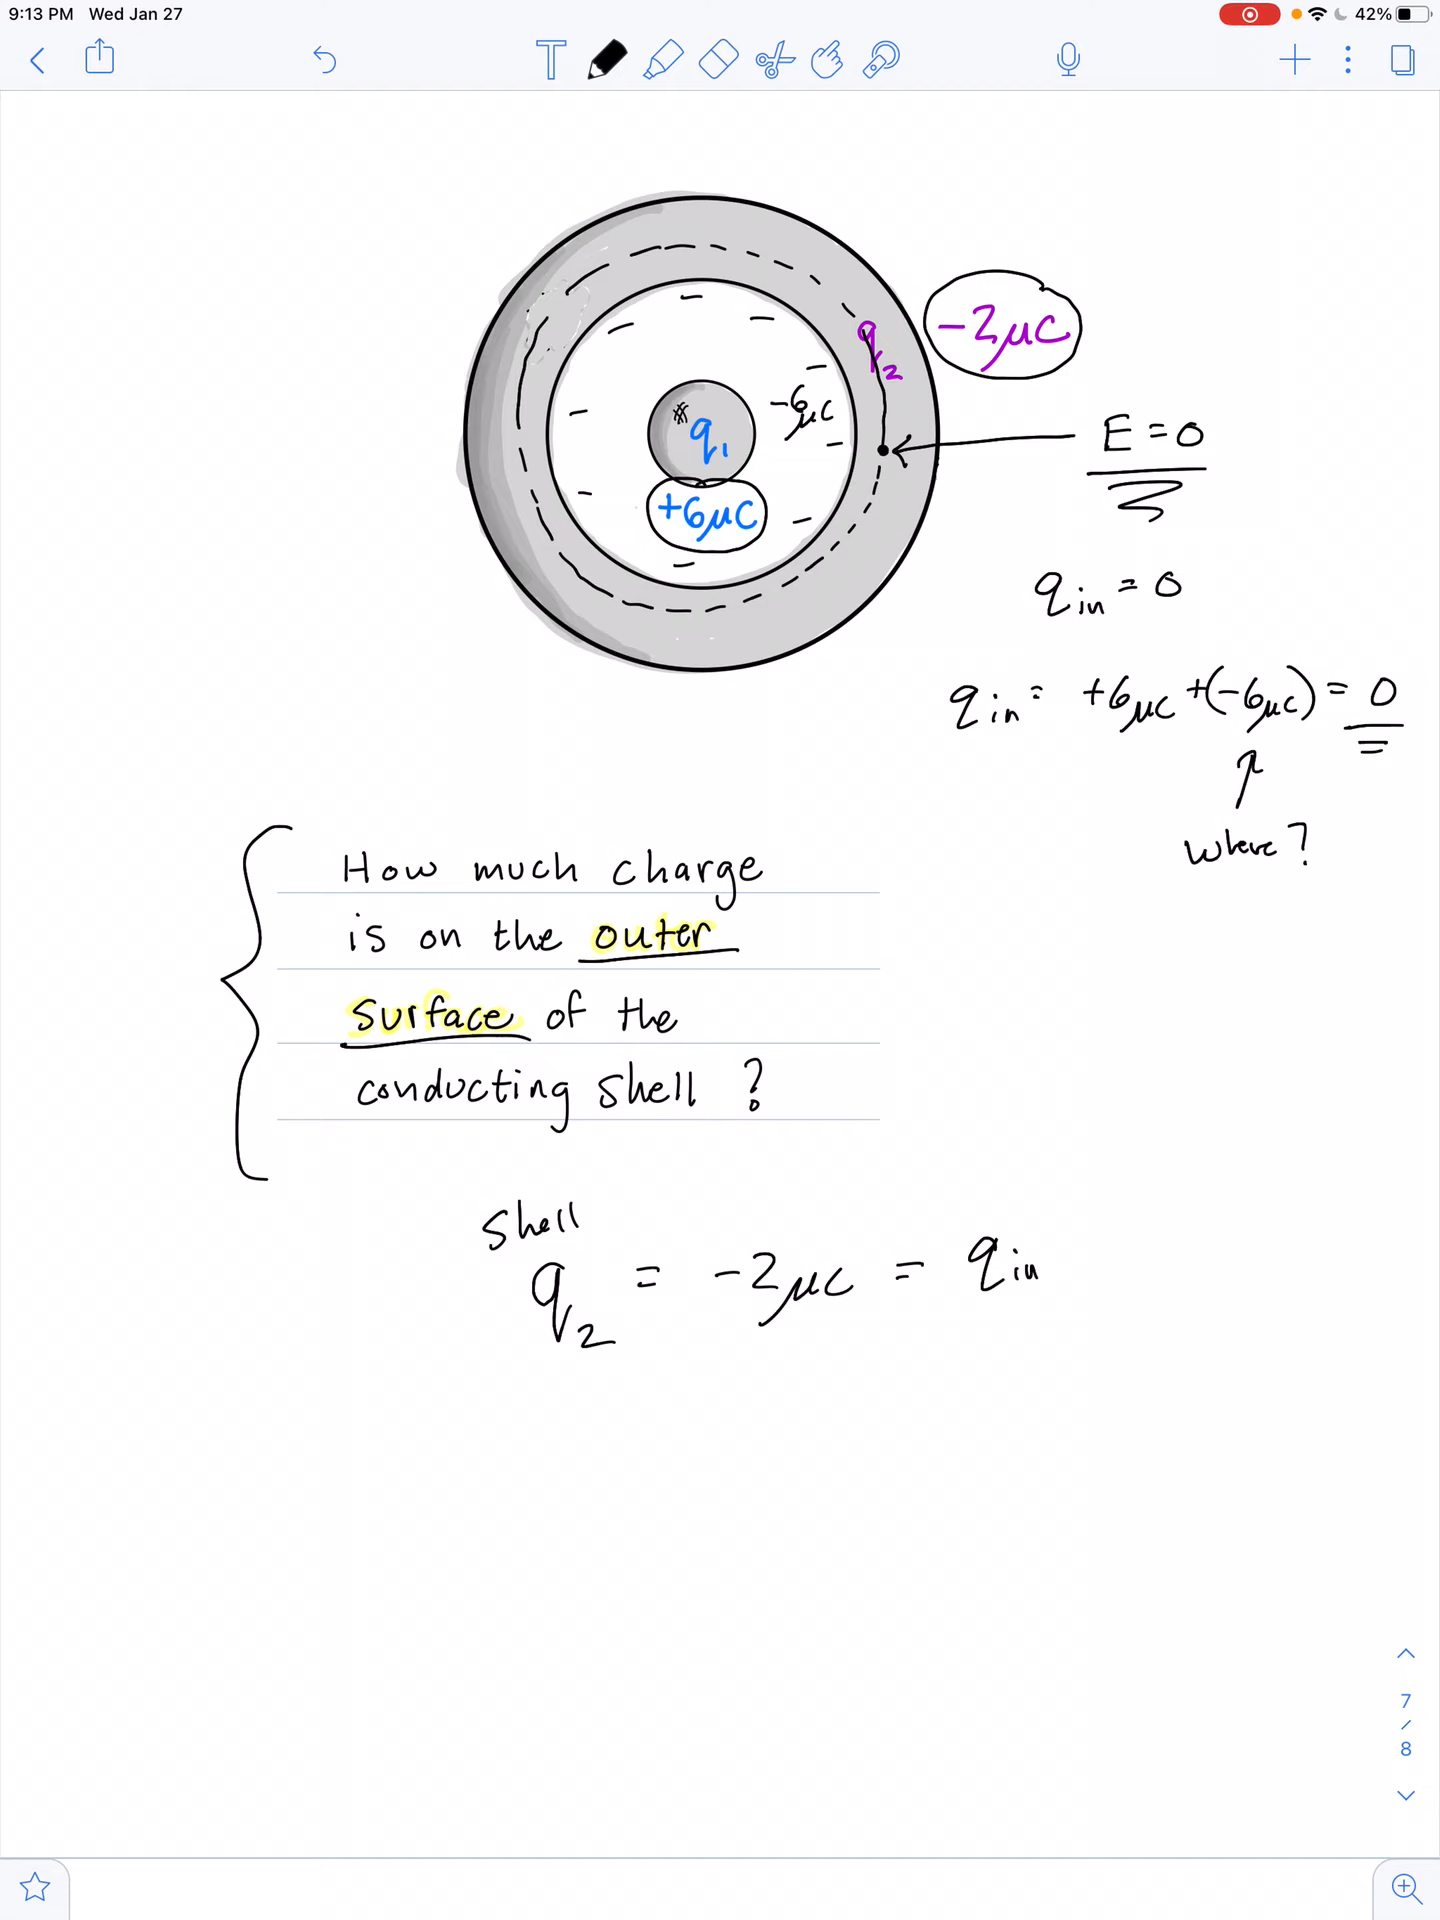 9:13 PM Wed Jan 27
42%
T
-2μC
q2
-6μC
q1
+6μC
E = 0
qin = 0
qin = +6μC +(-6μC) = 0
where?
How much charge
is on the outer
surface of the
conducting shell ?
Shell
q2 = -2μC = qin
7
/
8